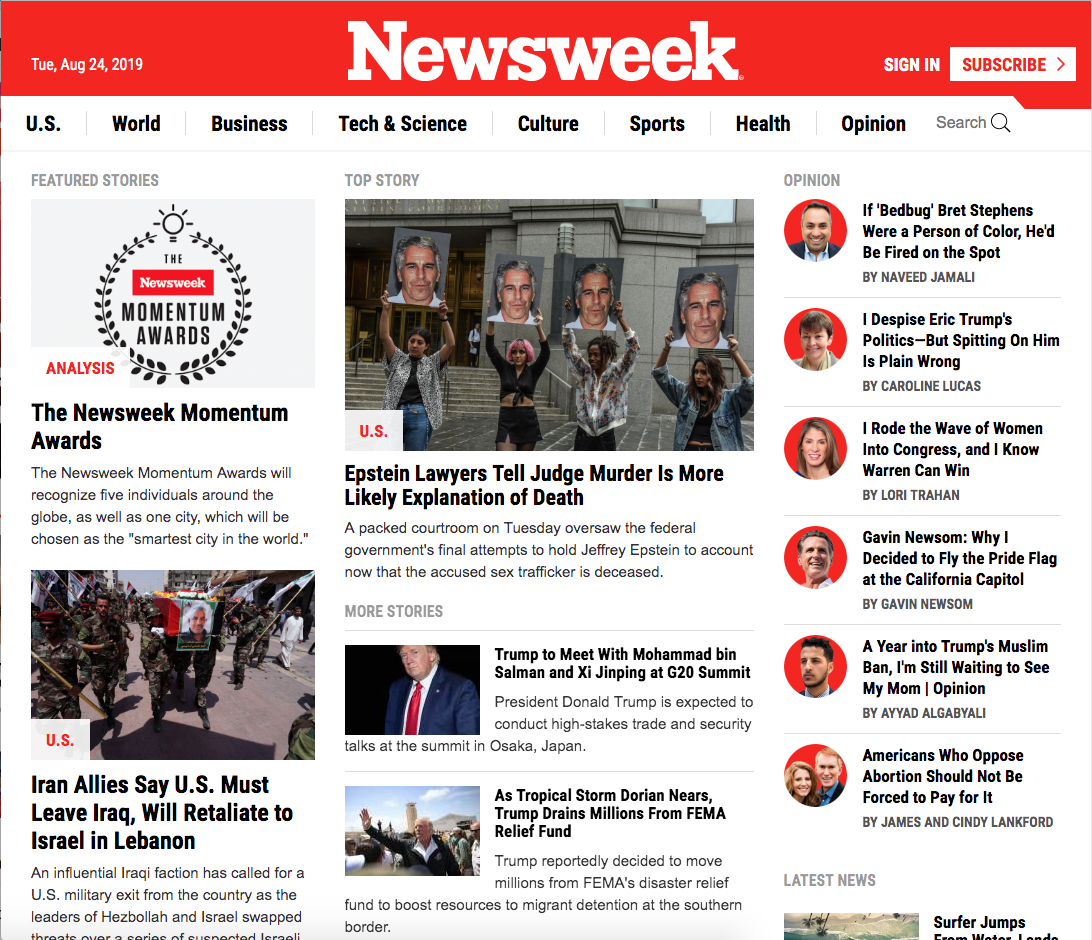 Newsweek
Tue, Aug 24, 2019
SIGN IN
SUBSCRIBE
U.S.
World
Business
Tech & Science
Culture
Sports
Health
Opinion
Search
FEATURED STORIES
THE
Newsweek
MOMENTUM
AWARDS
ANALYSIS
The Newsweek Momentum
Awards
The Newsweek Momentum Awards will
recognize five individuals around the
globe, as well as one city, which will be
chosen as the "smartest city in the world."
U.S.
Iran Allies Say U.S. Must
Leave Iraq, Will Retaliate to
Israel in Lebanon
An influential Iraqi faction has called for a
U.S. military exit from the country as the
leaders of Hezbollah and Israel swapped
threats over a series of suspected Israeli
TOP STORY
U.S.
Epstein Lawyers Tell Judge Murder Is More
Likely Explanation of Death
A packed courtroom on Tuesday oversaw the federal
government's final attempts to hold Jeffrey Epstein to account
now that the accused sex trafficker is deceased.
MORE STORIES
Trump to Meet With Mohammad bin
Salman and Xi Jinping at G20 Summit
President Donald Trump is expected to
conduct high-stakes trade and security
talks at the summit in Osaka, Japan.
As Tropical Storm Dorian Nears,
Trump Drains Millions From FEMA
Relief Fund
Trump reportedly decided to move
millions from FEMA's disaster relief
fund to boost resources to migrant detention at the southern
border.
OPINION
If 'Bedbug' Bret Stephens
Were a Person of Color, He'd
Be Fired on the Spot
BY NAVEED JAMALI
I Despise Eric Trump's
Politics—But Spitting On Him
Is Plain Wrong
BY CAROLINE LUCAS
I Rode the Wave of Women
Into Congress, and I Know
Warren Can Win
BY LORI TRAHAN
Gavin Newsom: Why I
Decided to Fly the Pride Flag
at the California Capitol
BY GAVIN NEWSOM
A Year into Trump's Muslim
Ban, I'm Still Waiting to See
My Mom | Opinion
BY AYYAD ALGABYALI
Americans Who Oppose
Abortion Should Not Be
Forced to Pay for It
BY JAMES AND CINDY LANKFORD
LATEST NEWS
Surfer Jumps
From Water, Lands